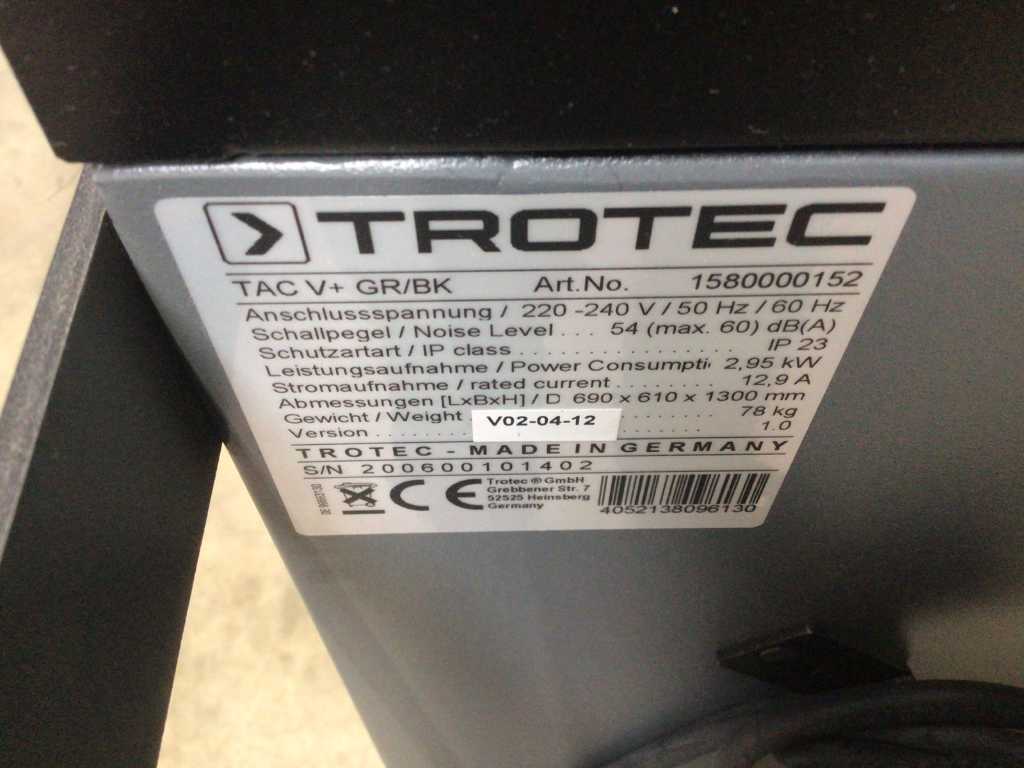 TROTEC
TAC V+ GR/BK Art.No. 1580000152
Anschlussspannung / 220 -240 V / 50 Hz / 60 Hz
Schallpegel / Noise Level . . . 54 (max. 60) dB(A)
Schutzartart / IP class . . . . . . . . . . . . . . . . IP 23
Leistungsaufnahme / Power Consumpti 2,95 kW
Stromaufnahme / rated current . . . . . . . . 12,9 A
Abmessungen [LxBxH] / D 690 x 610 x 1300 mm
Gewicht / Weight . . . . . . . . . . . . 78 kg
V02-04-12
Version . . . . . . . . . . . . . . . . . . 1.0
TROTEC - MADE IN GERMANY
S/N 200600101402
CE
Trotec ® GmbH
Grebbener Str. 7
52525 Heinsberg
Germany
4052138096130